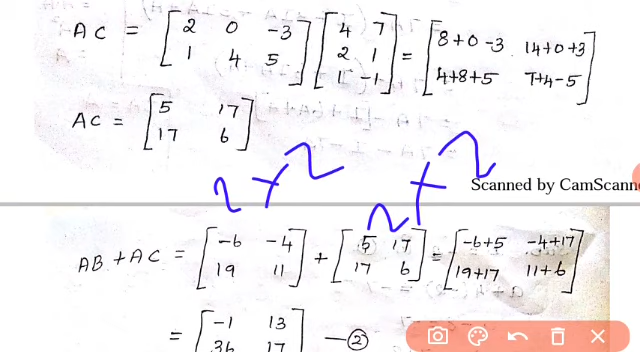 AC = [2 0 -3; 1 4 5] [4 7; 2 1; 1 -1] = [8+0-3 14+0+3; 4+8+5 7+4-5]
AC = [5 17; 17 6]
2 × 2
2 × 2
Scanned by CamScann
AB + AC = [-6 -4; 19 11] + [5 17; 17 6] = [-6+5 -4+17; 19+17 11+6]
= [-1 13; 36 17] — ②